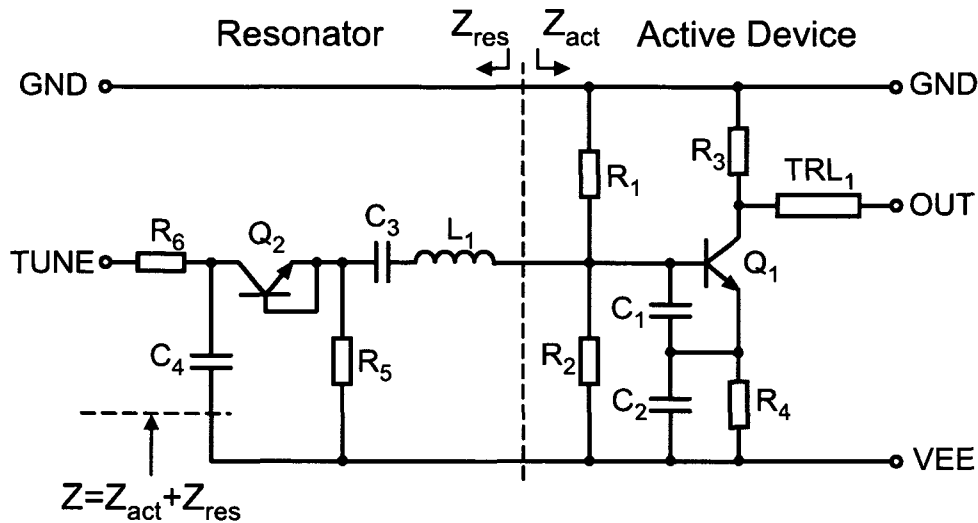 Resonator
Z_res
Z_act
Active Device
GND
GND
R_3
TRL_1
R_1
OUT
C_3
L_1
R_6
Q_2
TUNE
Q_1
C_1
C_4
R_5
R_2
C_2
R_4
VEE
Z=Z_act+Z_res